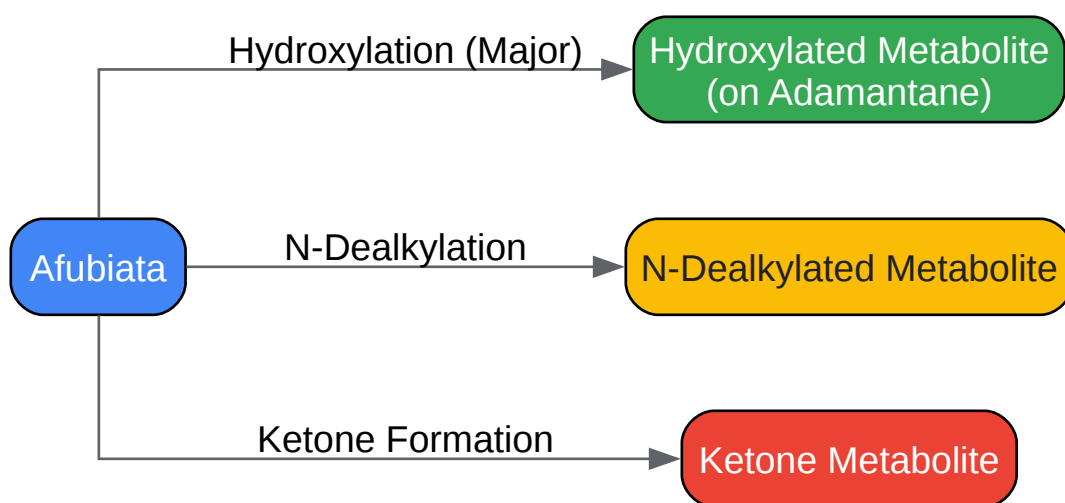 Hydroxylation (Major)
Hydroxylated Metabolite
(on Adamantane)
Afubiata
N-Dealkylation
N-Dealkylated Metabolite
Ketone Formation
Ketone Metabolite